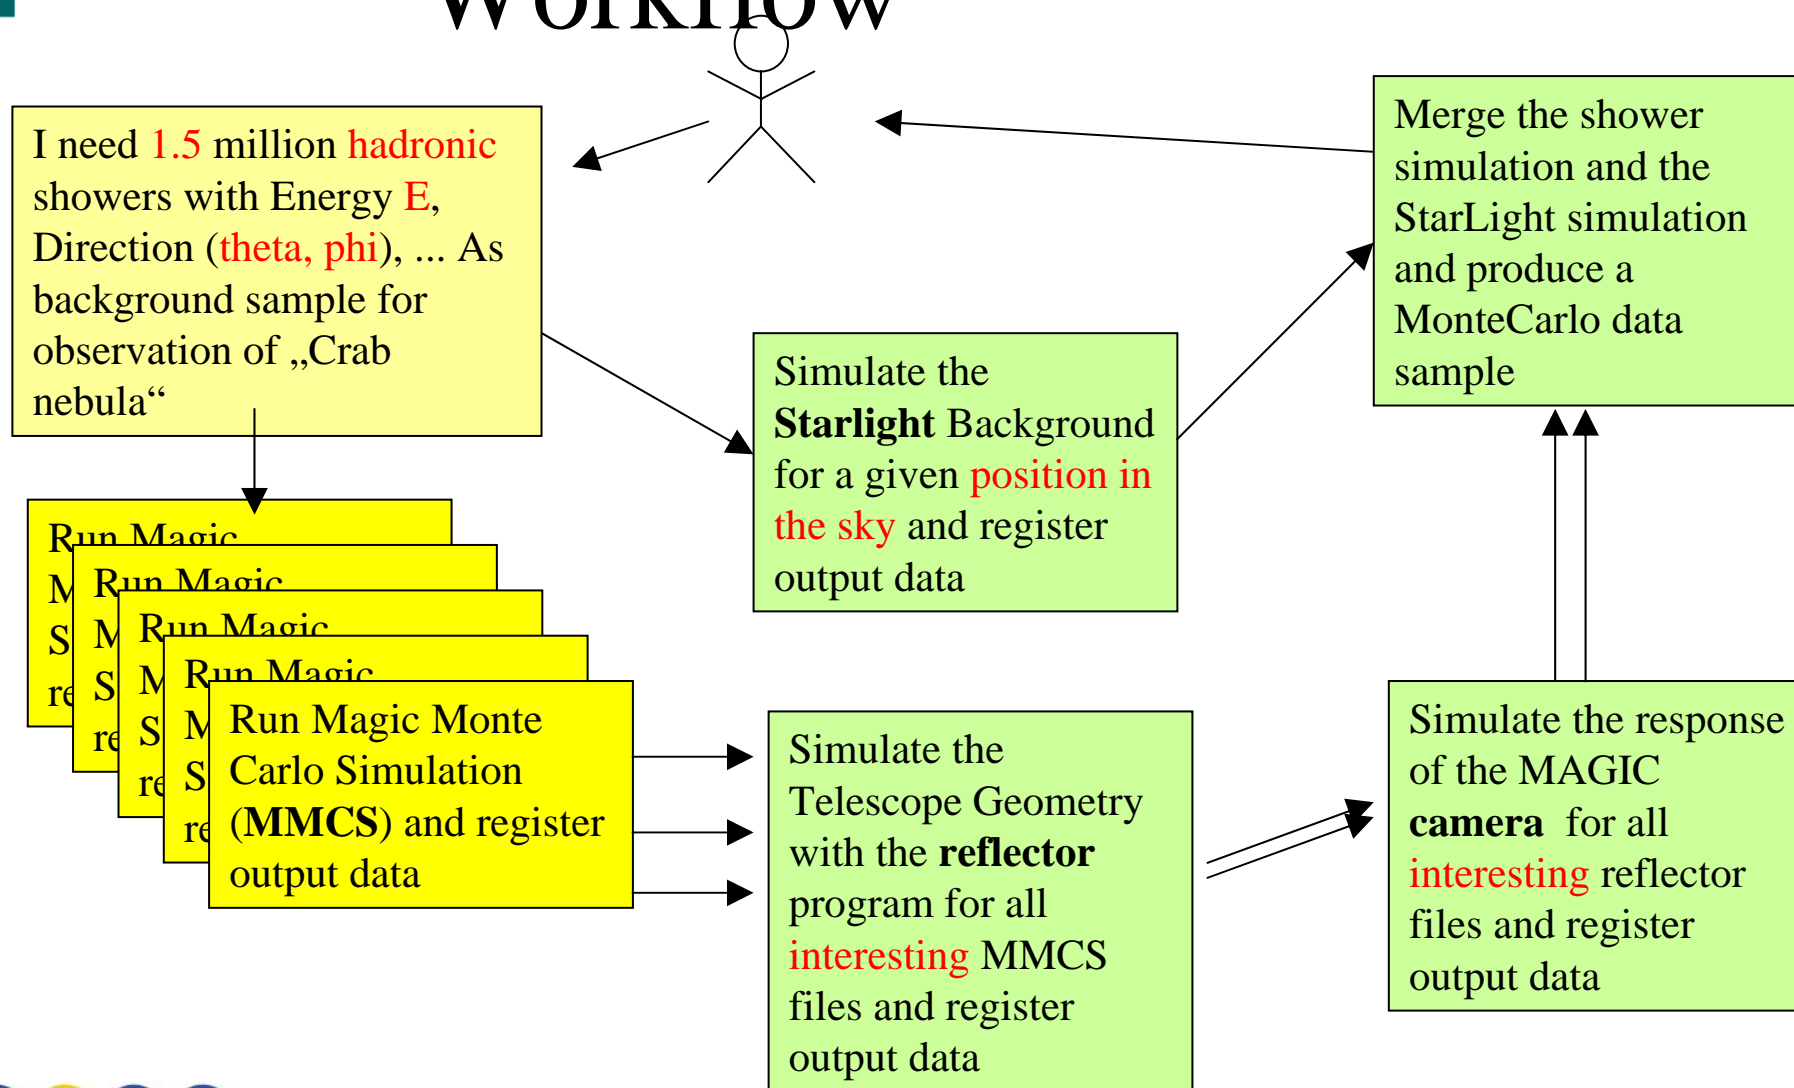 Workflow
I need 1.5 million hadronic
showers with Energy E,
Direction (theta, phi), ... As
background sample for
observation of „Crab
nebula“
Merge the shower
simulation and the
StarLight simulation
and produce a
MonteCarlo data
sample
Simulate the
Starlight Background
for a given position in
the sky and register
output data
Run Magic
M
S
re
Run Magic
M
S
re
Run Magic
M
S
re
Run Magic
M
S
re
Run Magic Monte
Carlo Simulation
(MMCS) and register
output data
Simulate the
Telescope Geometry
with the reflector
program for all
interesting MMCS
files and register
output data
Simulate the response
of the MAGIC
camera for all
interesting reflector
files and register
output data